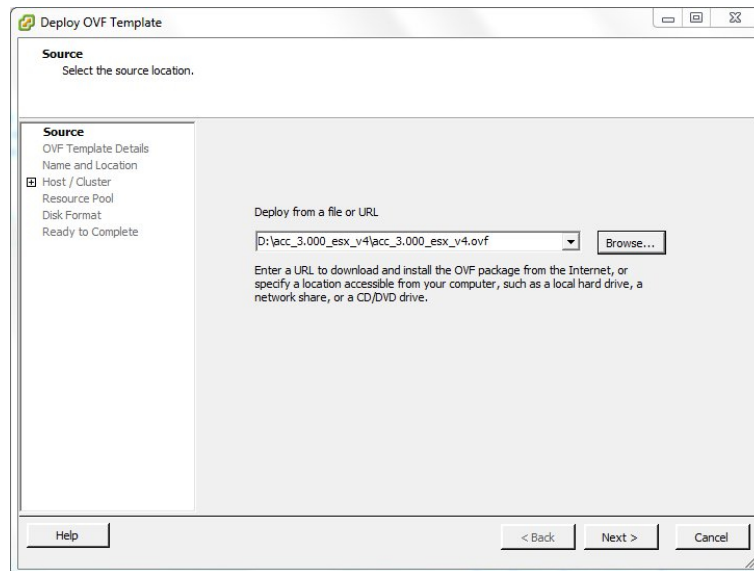 Deploy OVF Template
Source
Select the source location.
Source
OVF Template Details
Name and Location
Host / Cluster
Resource Pool
Disk Format
Ready to Complete
Deploy from a file or URL
D:\acc_3.000_esx_v4\acc_3.000_esx_v4.ovf
Browse...
Enter a URL to download and install the OVF package from the Internet, or
specify a location accessible from your computer, such as a local hard drive, a
network share, or a CD/DVD drive.
Help
< Back
Next >
Cancel